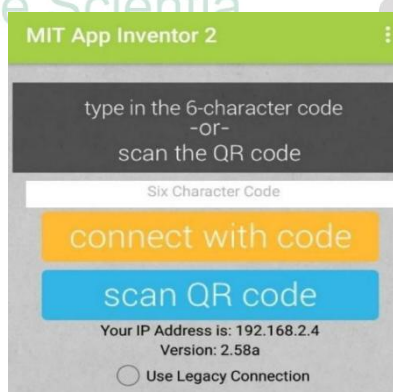 e Scientia
MIT App Inventor 2
type in the 6-character code
-or-
scan the QR code
Six Character Code
connect with code
scan QR code
Your IP Address is: 192.168.2.4
Version: 2.58a
Use Legacy Connection